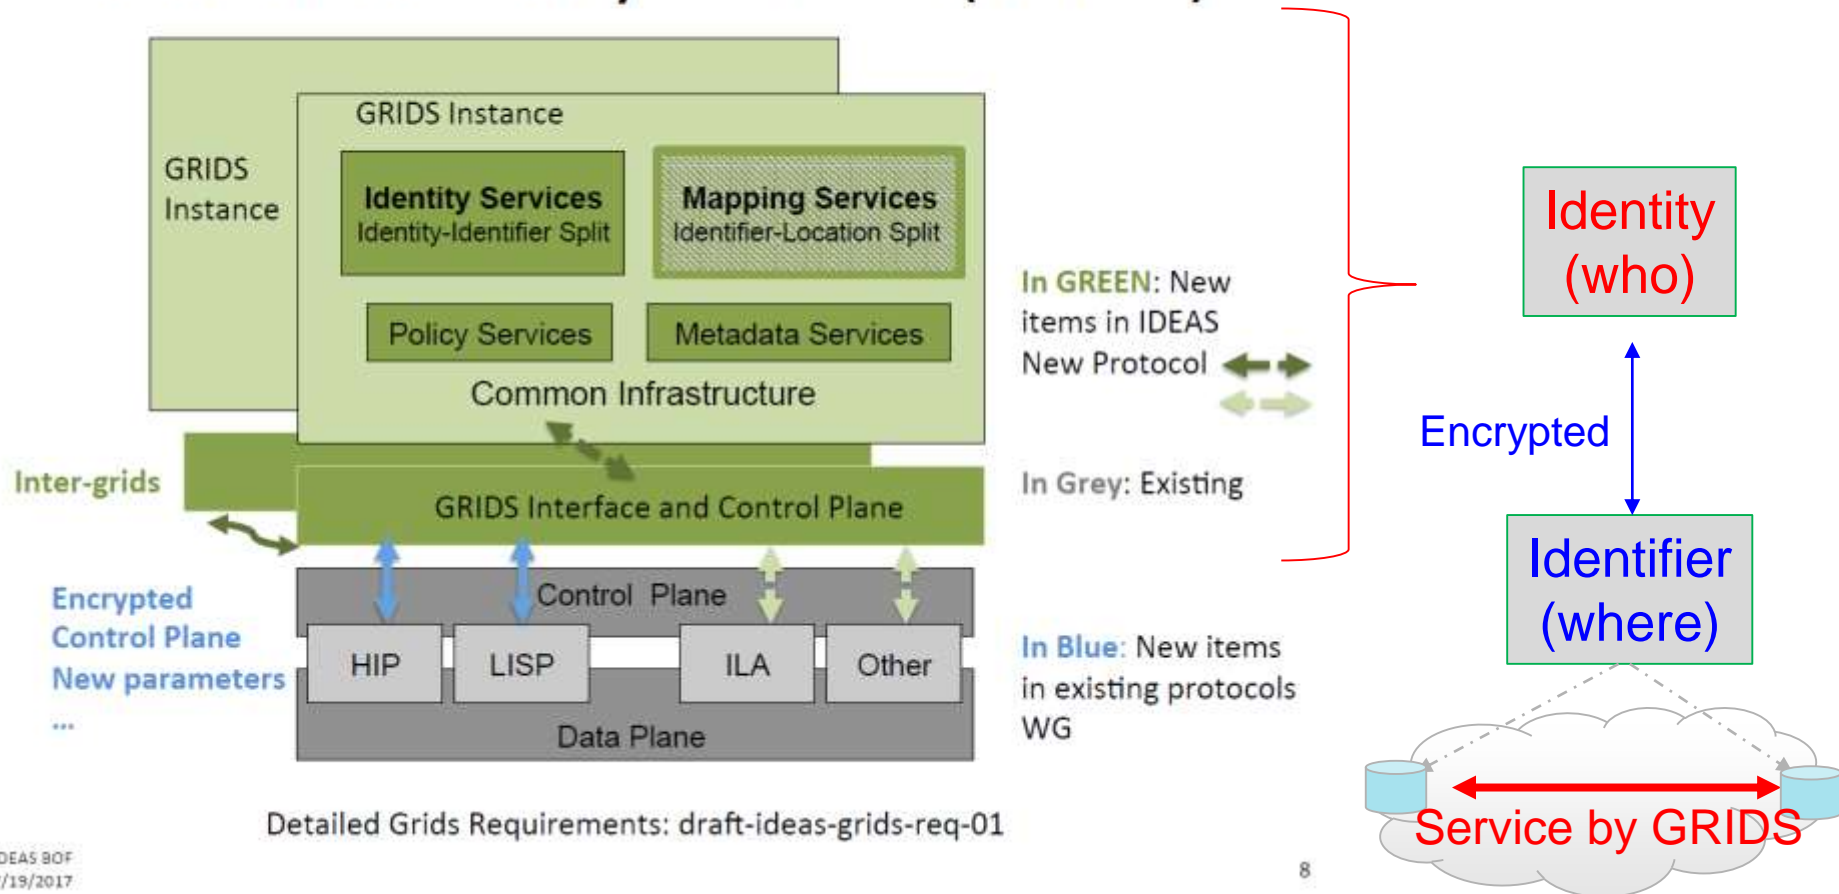 GRIDS Instance
GRIDS
Instance
Identity Services
Identity-Identifier Split
Mapping Services
Identifier-Location Split
Policy Services
Metadata Services
Common Infrastructure
Inter-grids
GRIDS Interface and Control Plane
Encrypted
Control Plane
New parameters
...
Control Plane
HIP
LISP
ILA
Other
Data Plane
In GREEN: New
items in IDEAS
New Protocol
In Grey: Existing
In Blue: New items
in existing protocols
WG
Detailed Grids Requirements: draft-ideas-grids-req-01
DEAS BOF
/19/2017
8
Identity
(who)
Encrypted
Identifier
(where)
Service by GRIDS